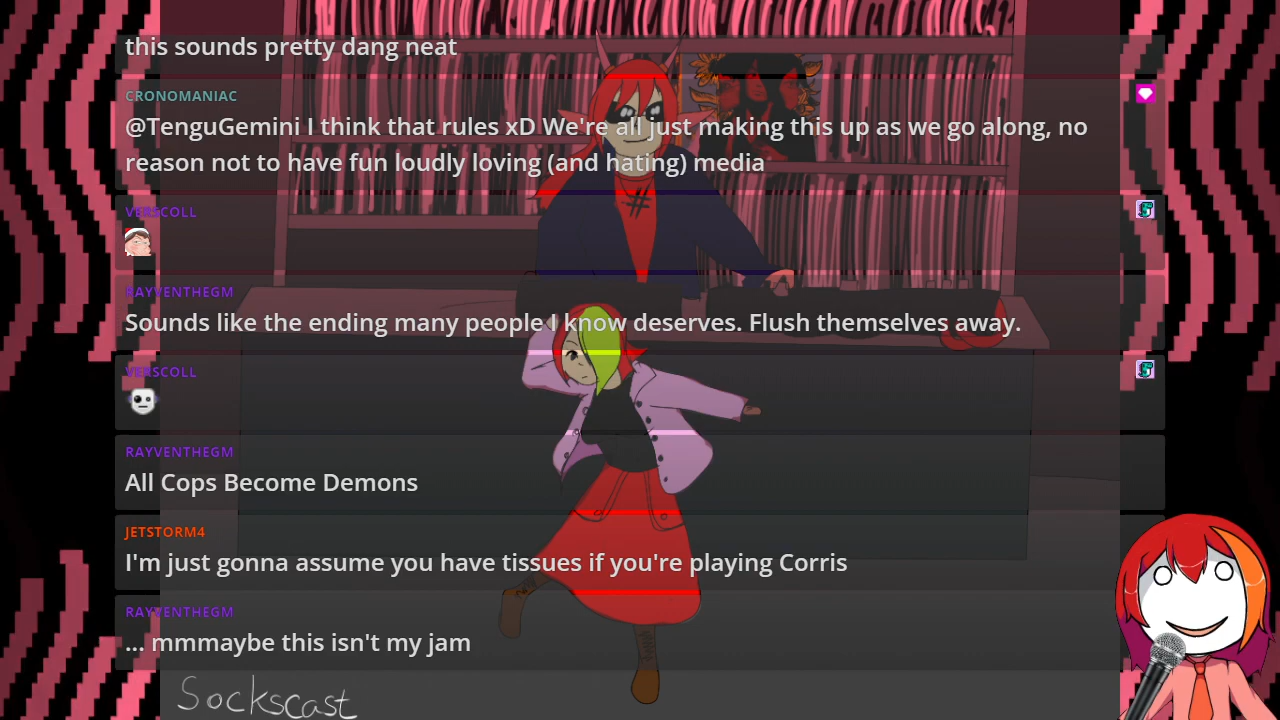 this sounds pretty dang neat
CRONOMANIAC
@TenguGemini I think that rules xD We're all just making this up as we go along, no
reason not to have fun loudly loving (and hating) media
VERSCOLL
RAYVENTHEGM
Sounds like the ending many people I know deserves. Flush themselves away.
VERSCOLL
RAYVENTHEGM
All Cops Become Demons
JETSTORM4
I'm just gonna assume you have tissues if you're playing Corris
RAYVENTHEGM
... mmmaybe this isn't my jam
Sockscast